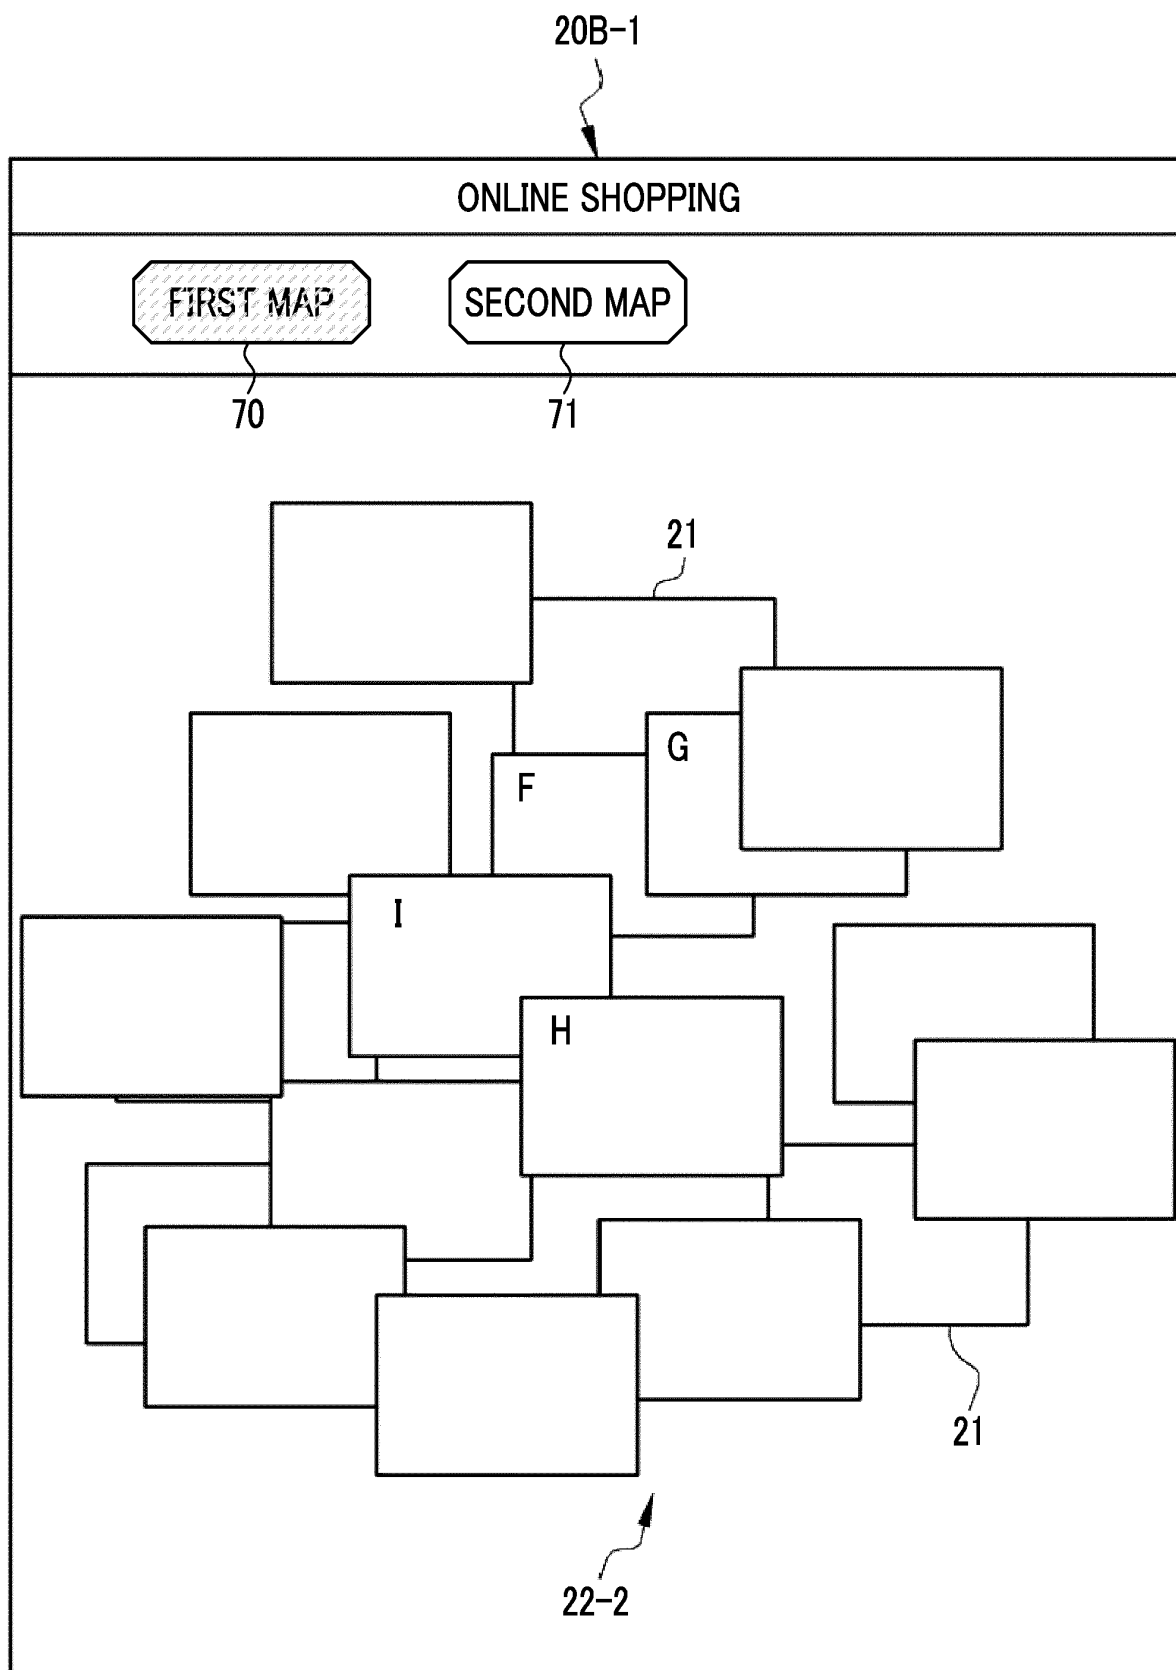 20B-1
ONLINE SHOPPING
FIRST MAP
SECOND MAP
70
71
21
G
F
I
H
21
22-2